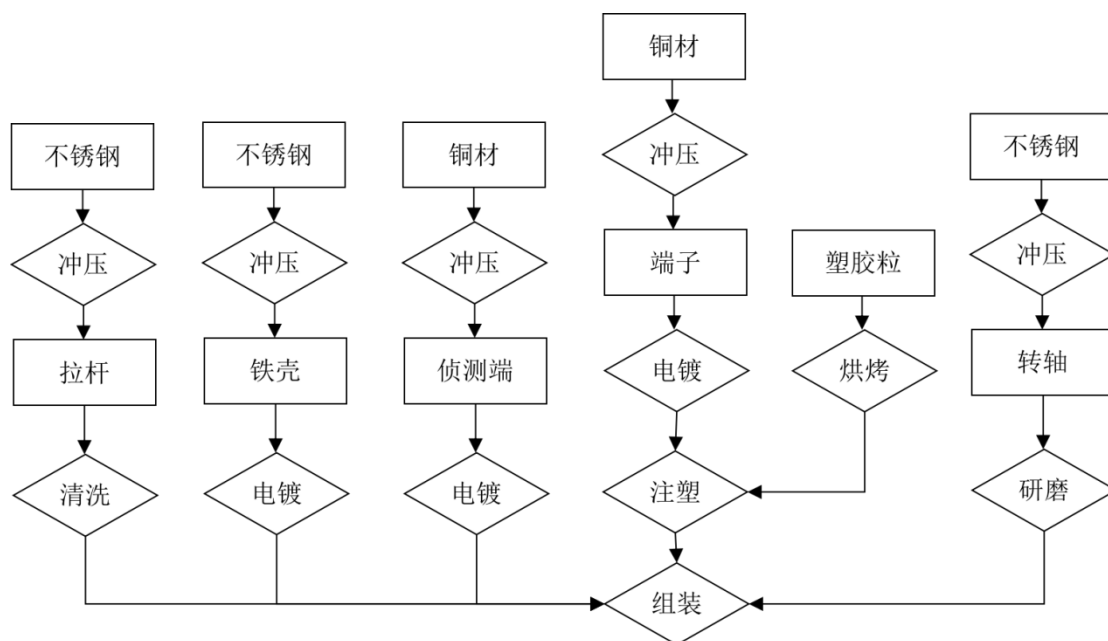 铜材
不锈钢
不锈钢
铜材
冲压
不锈钢
冲压
冲压
冲压
端子
塑胶粒
冲压
拉杆
铁壳
侦测端
电镀
烘烤
转轴
清洗
电镀
电镀
注塑
研磨
组装